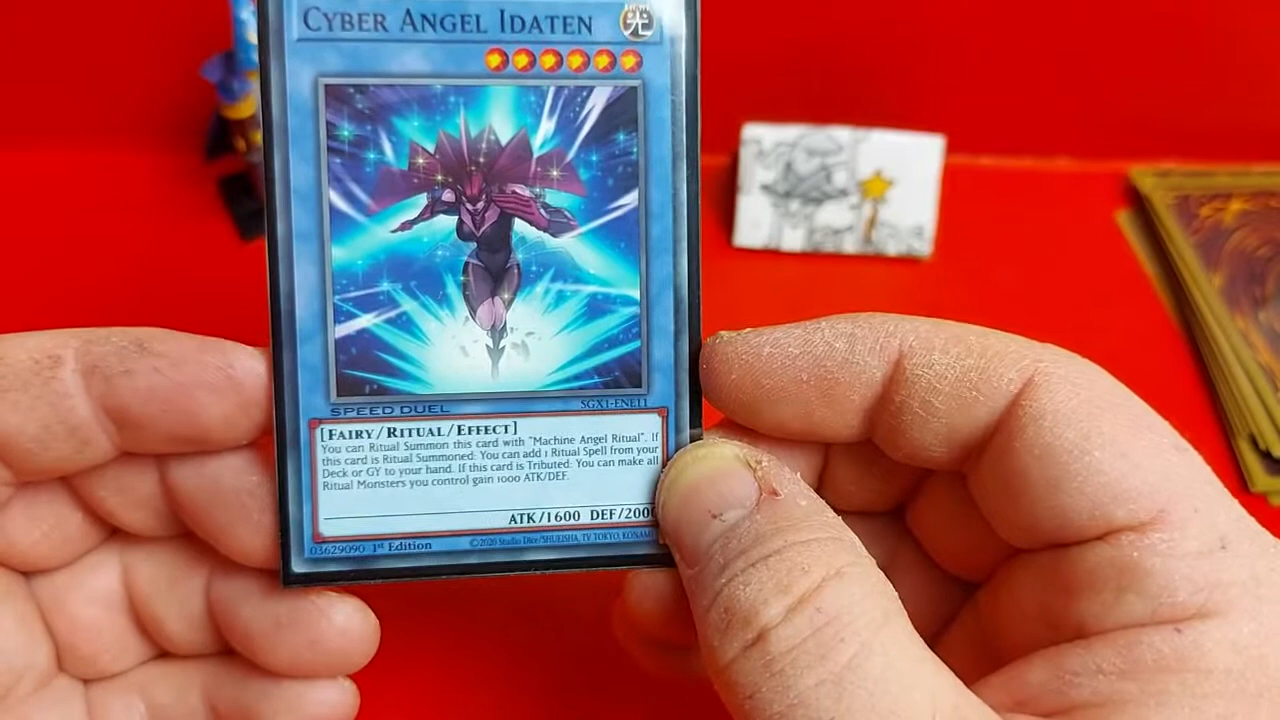 CYBER ANGEL IDATEN
LIGHT
光
SPEED DUEL
SGX1-ENE11
[FAIRY/RITUAL/EFFECT]
You can Ritual Summon this card with "Machine Angel Ritual". If
this card is Ritual Summoned: You can add 1 Ritual Spell from your
Deck or GY to your hand. If this card is Tributed: You can make all
Ritual Monsters you control gain 1000 ATK/DEF.
ATK/1600 DEF/2000
03629090 1st Edition
©2020 Studio Dice/SHUEISHA, TV TOKYO, KONAMI